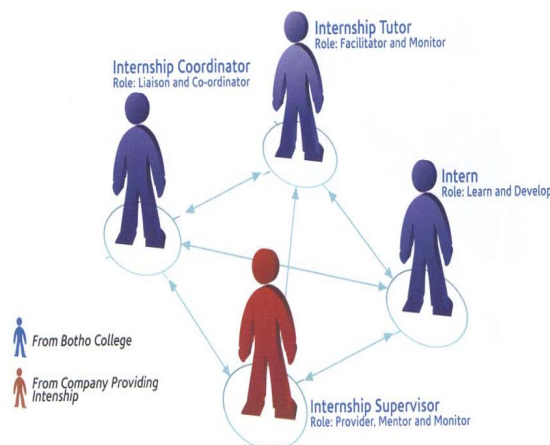 Internship Tutor
Role: Facilitator and Monitor
Internship Coordinator
Role: Liaison and Co-ordinator
Intern
Role: Learn and Develop
From Botho College
From Company Providing
Intenship
Internship Supervisor
Role: Provider, Mentor and Monitor